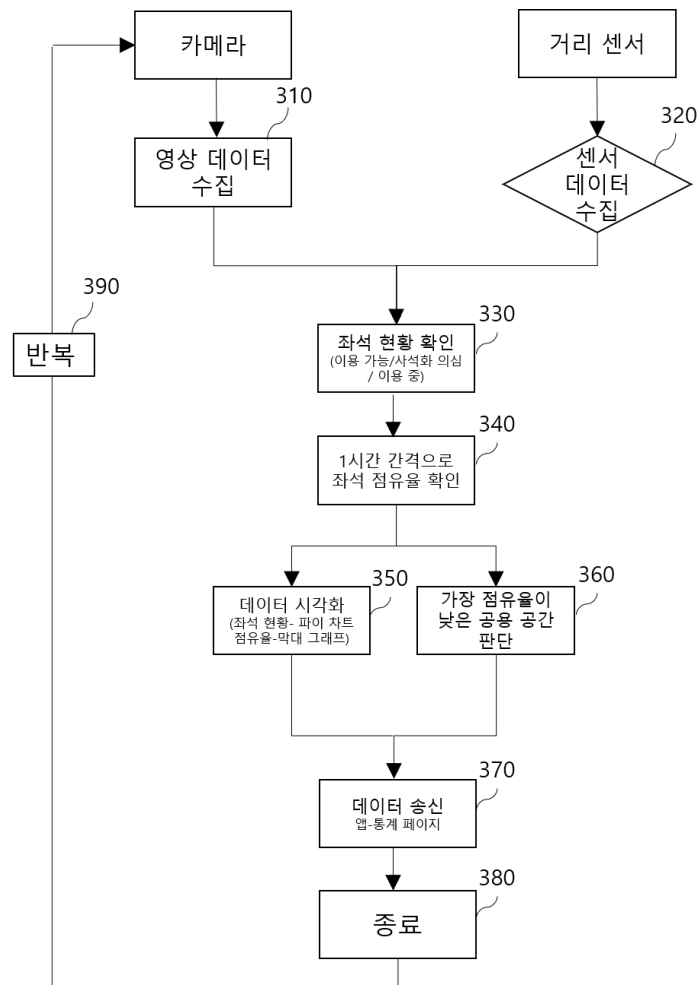 카메라
거리 센서
310
320
영상 데이터
수집
센서
데이터
수집
390
반복
330
좌석 현황 확인
(이용 가능/사석화 의심
/ 이용 중)
340
1시간 간격으로
좌석 점유율 확인
350
데이터 시각화
(좌석 현황- 파이 차트
점유율-막대 그래프)
360
가장 점유율이
낮은 공용 공간
판단
370
데이터 송신
앱-통계 페이지
380
종료